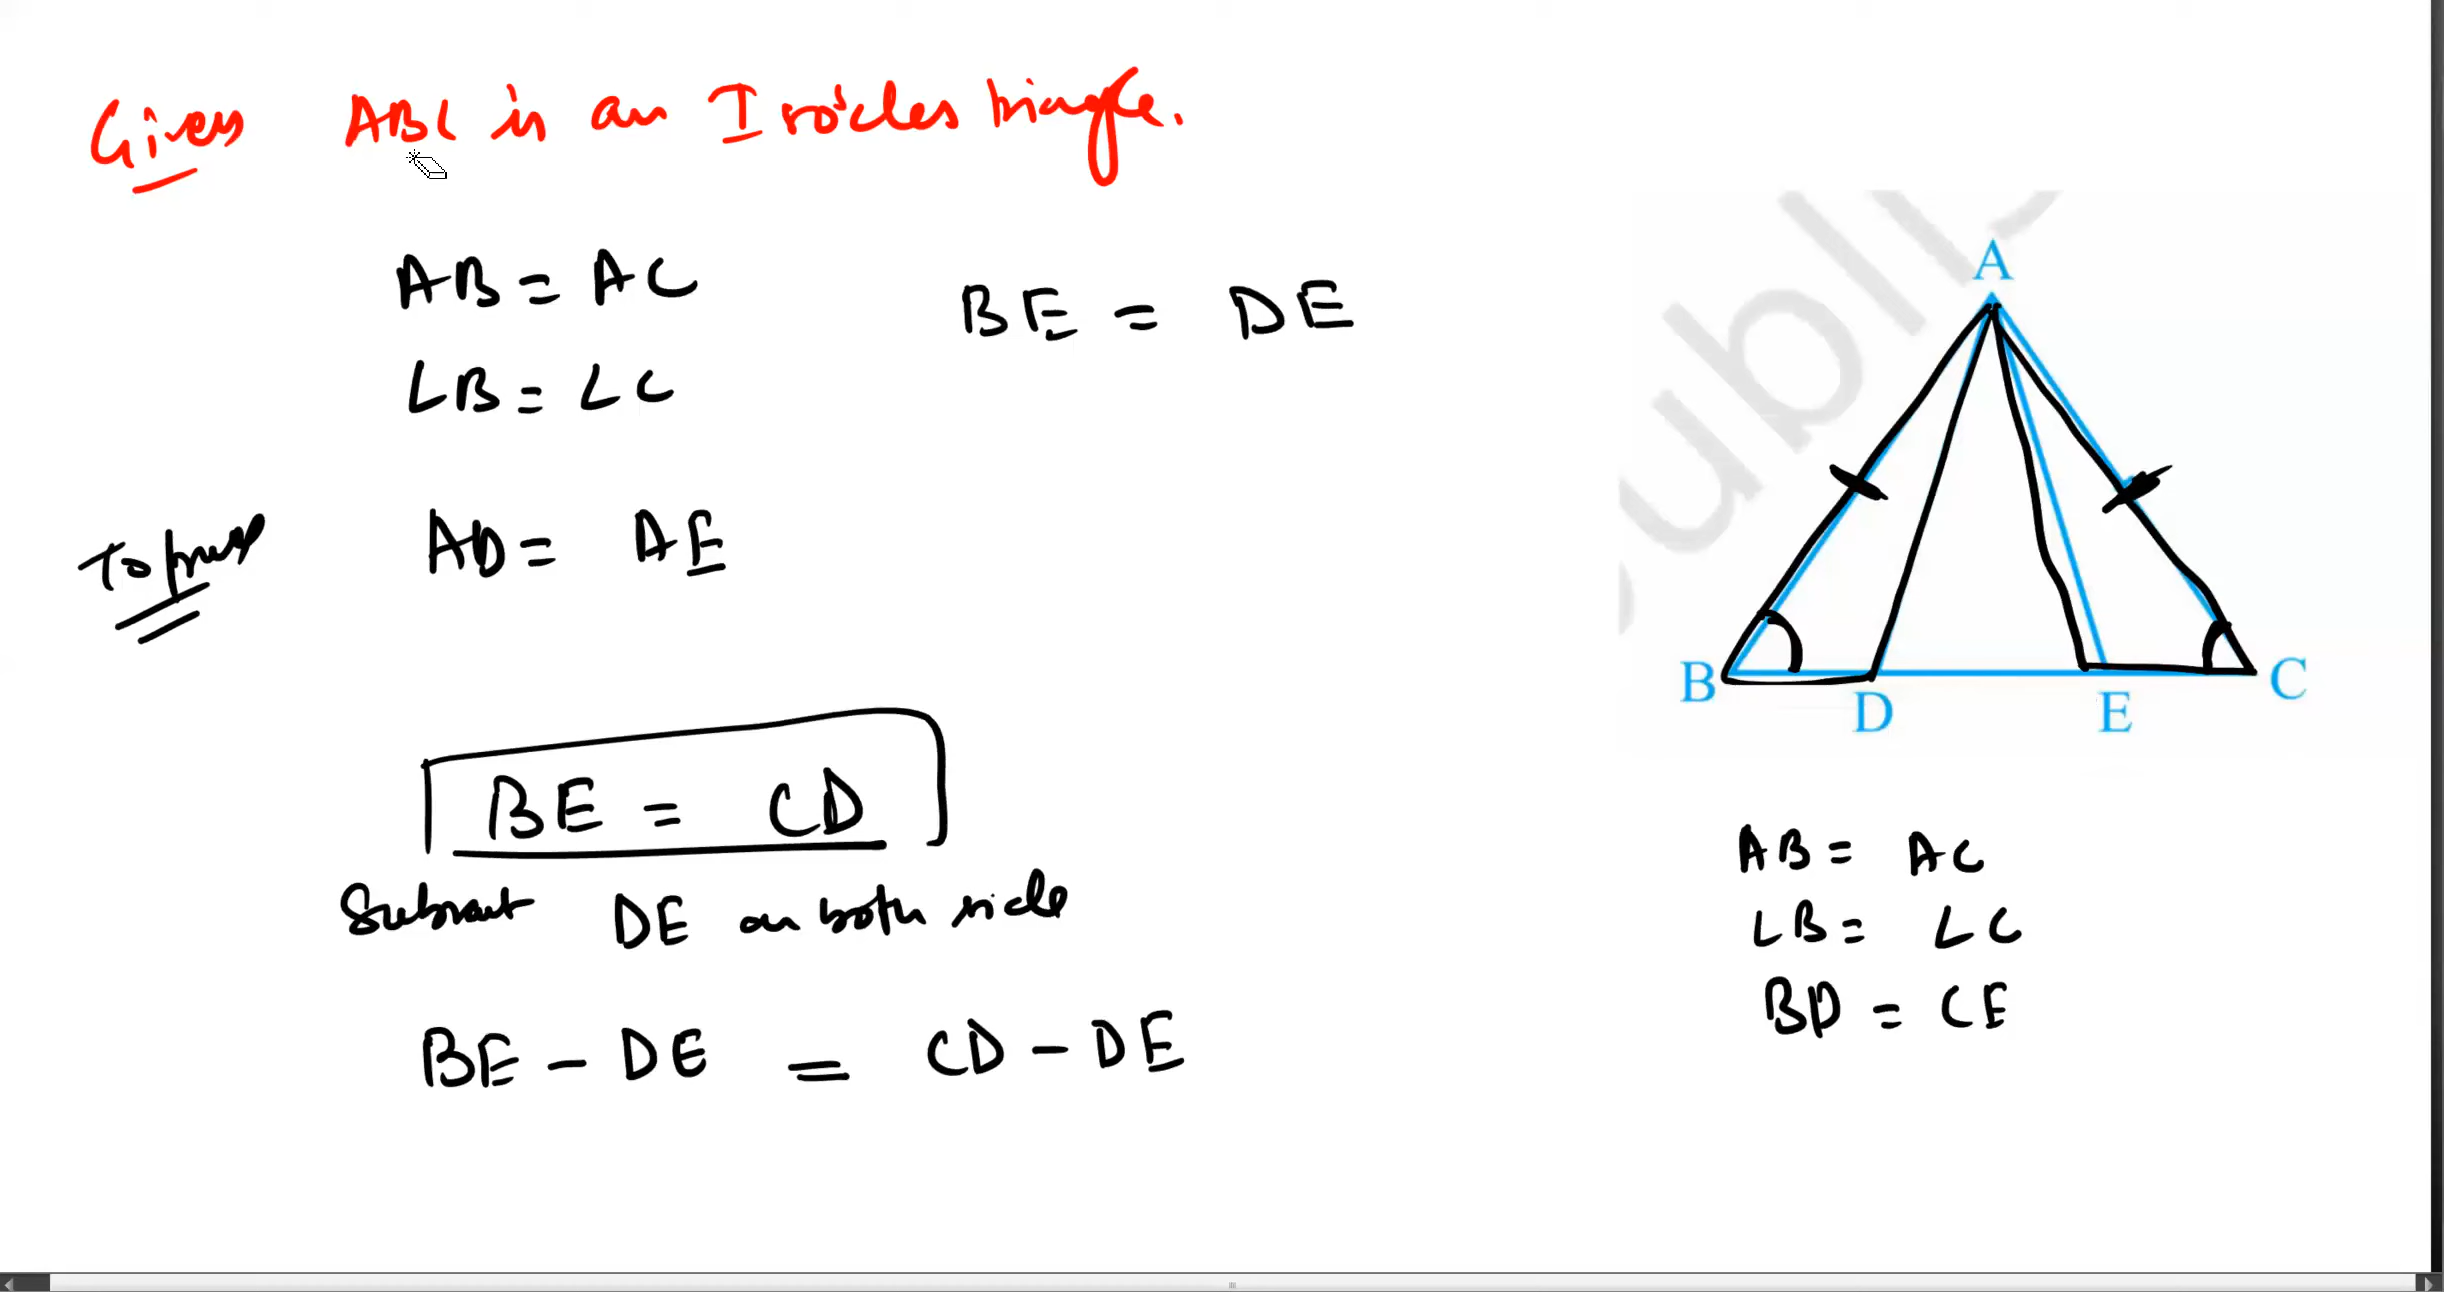 Given ABC is an Isosceles triangle.
AB = AC
BE = DE
∠B = ∠C
To prove AD = AE
BE = CD
Subtract DE on both side
BE - DE = CD - DE
A
B
D
E
C
AB = AC
∠B = ∠C
BD = CE